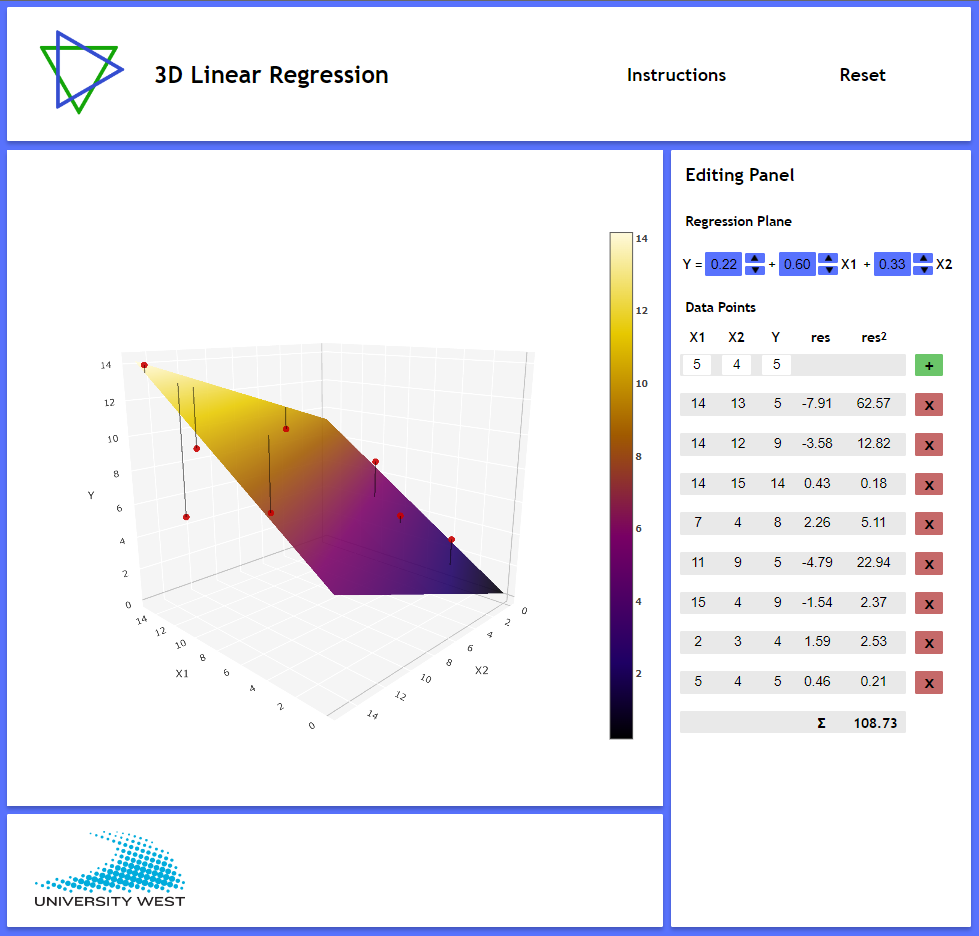 3D Linear Regression Instructions Reset
Editing Panel
Regression Plane
Y = 0.22 + 0.60 X1 + 0.33 X2
Data Points
X1 X2 Y res res²
5 4 5 +
14 13 5 -7.91 62.57 X
14 12 9 -3.58 12.82 X
14 15 14 0.43 0.18 X
7 4 8 2.26 5.11 X
11 9 5 -4.79 22.94 X
15 4 9 -1.54 2.37 X
2 3 4 1.59 2.53 X
5 4 5 0.46 0.21 X
Σ 108.73
14
12
10
8
6
4
2
14
12
10
8
6
4
2
0
Y
14
12
10
8
6
4
2
0
X1
0
2
4
6
8
10
12
14
X2
UNIVERSITY WEST